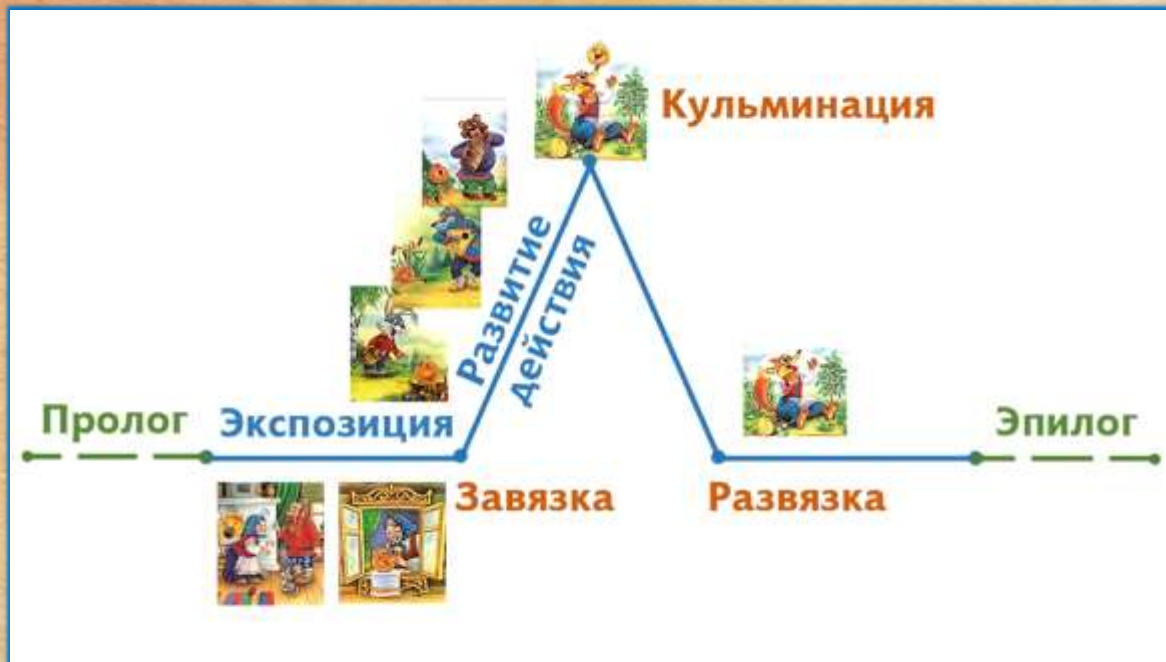 Кульминация
Развитие
действия
Пролог
Экспозиция
Эпилог
Завязка
Развязка